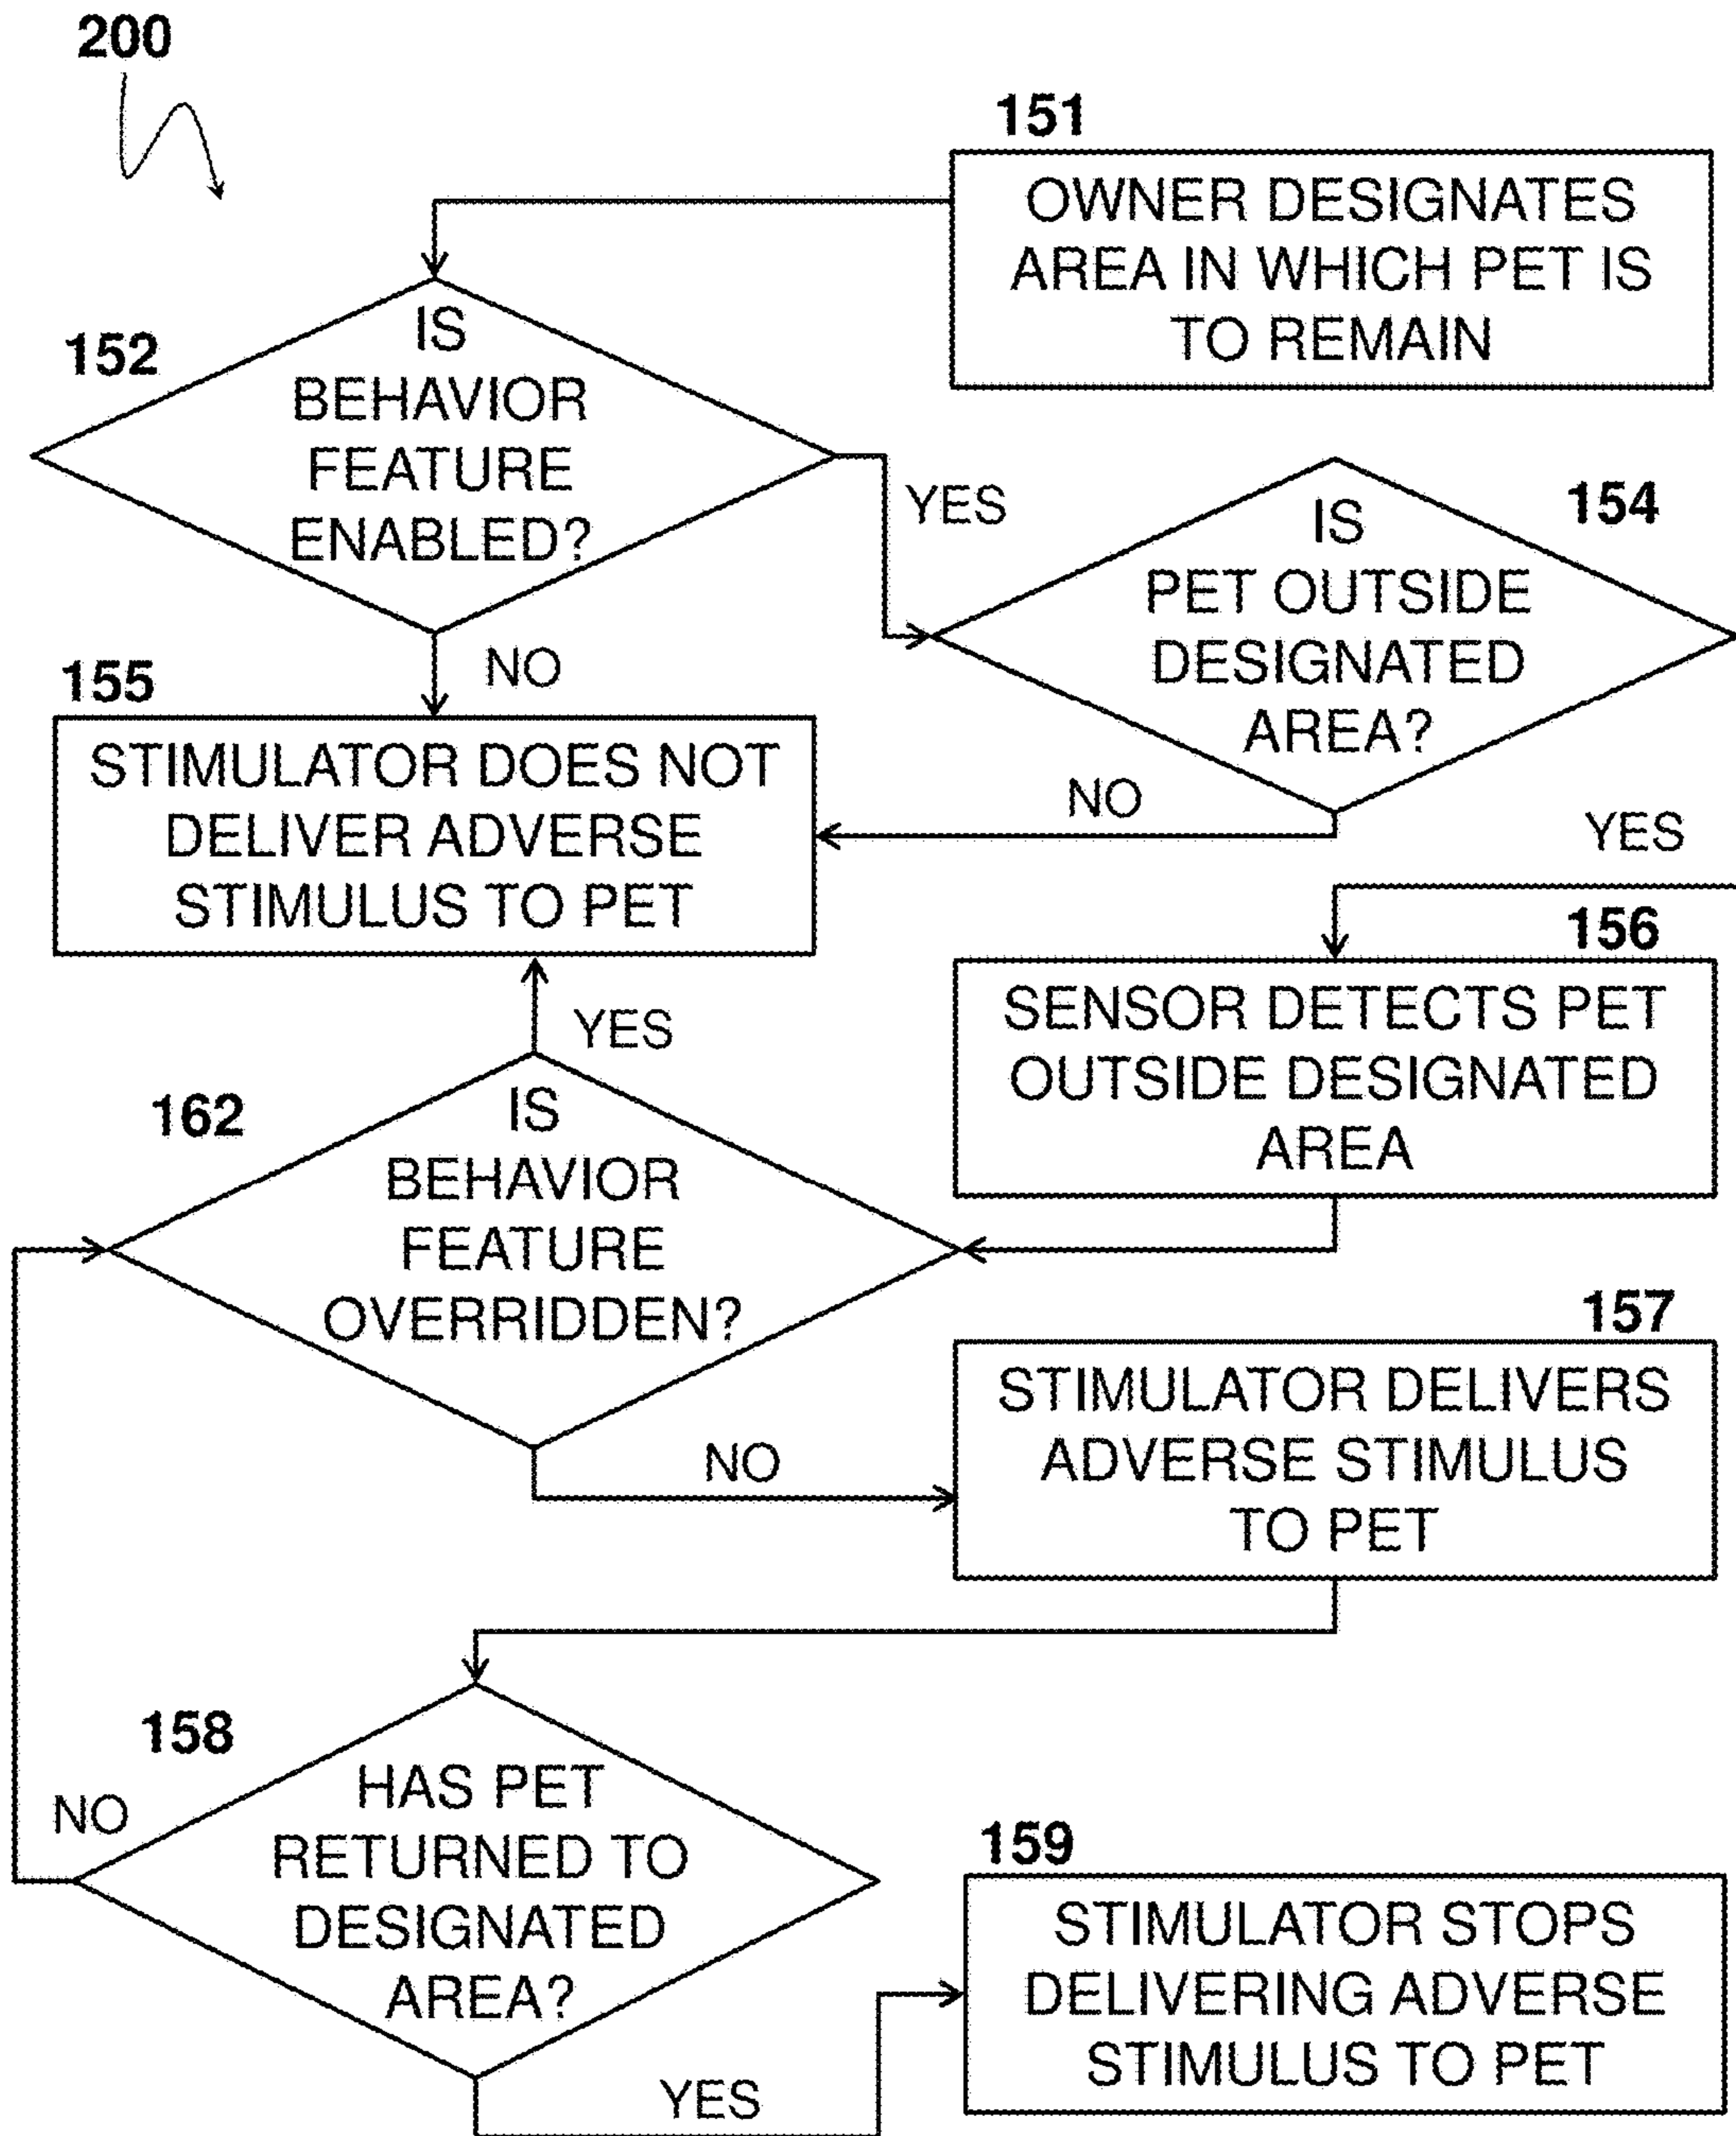 200
151
OWNER DESIGNATES
AREA IN WHICH PET IS
TO REMAIN
152
IS
BEHAVIOR
FEATURE
ENABLED?
YES
NO
154
IS
PET OUTSIDE
DESIGNATED
AREA?
NO
YES
155
STIMULATOR DOES NOT
DELIVER ADVERSE
STIMULUS TO PET
156
SENSOR DETECTS PET
OUTSIDE DESIGNATED
AREA
YES
162
IS
BEHAVIOR
FEATURE
OVERRIDDEN?
NO
157
STIMULATOR DELIVERS
ADVERSE STIMULUS
TO PET
158
HAS PET
RETURNED TO
DESIGNATED
AREA?
NO
YES
159
STIMULATOR STOPS
DELIVERING ADVERSE
STIMULUS TO PET